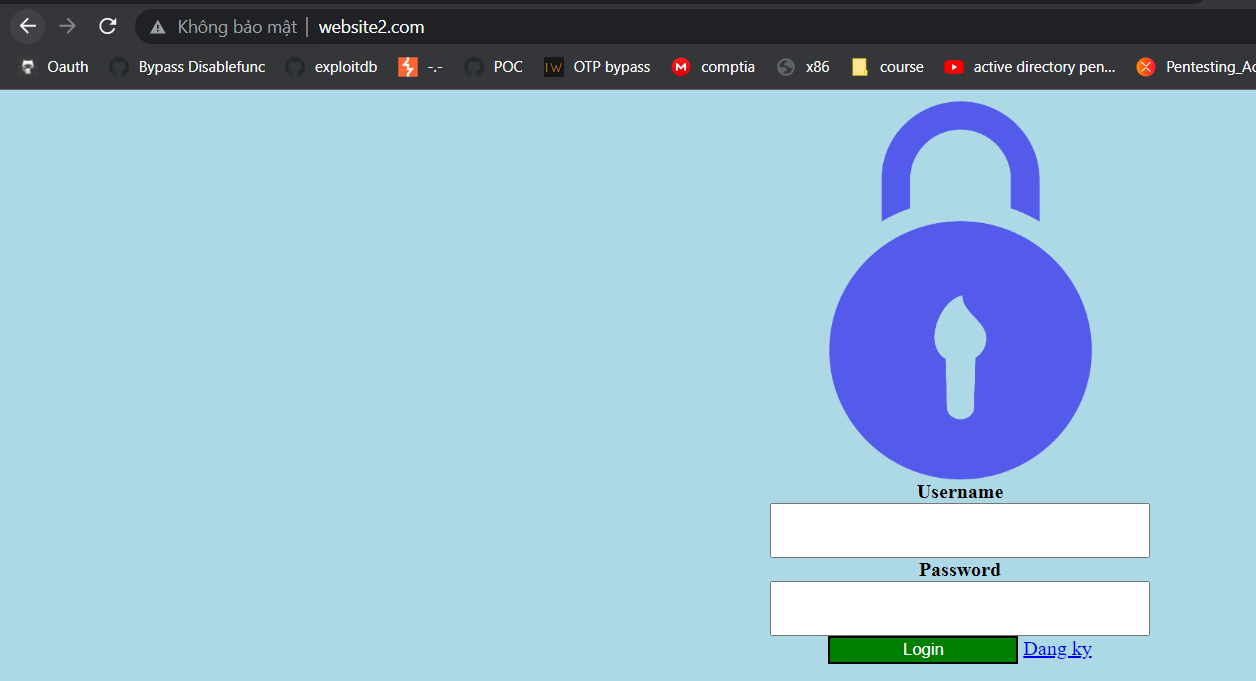 Không bảo mật | website2.com
Oauth Bypass Disablefunc exploitdb -.- POC IW OTP bypass M comptia x86 course active directory pen... Pentesting_Ac
Username
Password
Login Dang ky